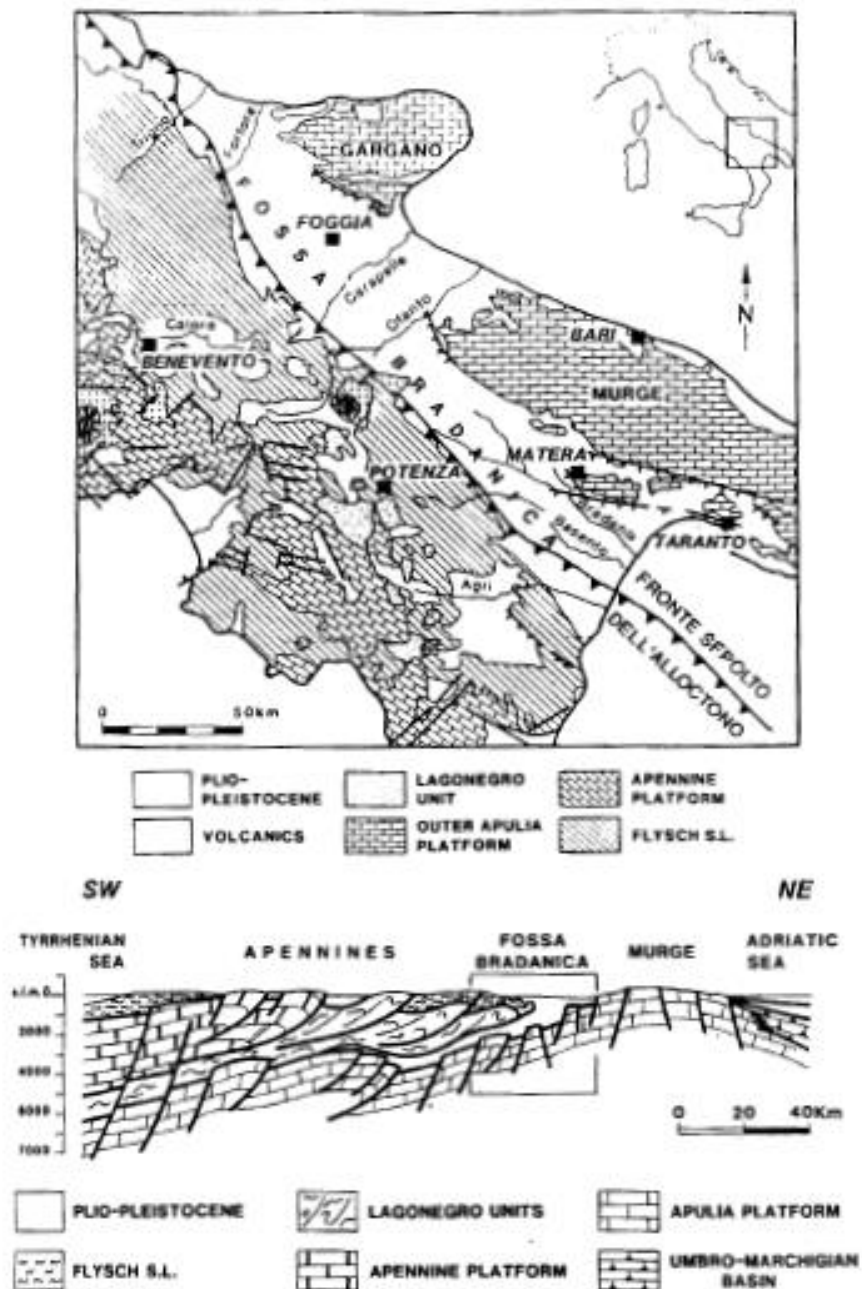 Trigno
Fortore
GARGANO
FOSSA
FOGGIA
Carapelle
Ofanto
N
Calore
BENEVENTO
BARI
BRADANICA
MURGE
MATERA
POTENZA
Bradano
Basento
TARANTO
Agri
FRONTE SEPOLTO
DELL'ALLOCTONO
0 50km
PLIO-
PLEISTOCENE
LAGONEGRO
UNIT
APENNINE
PLATFORM
VOLCANICS
OUTER APULIA
PLATFORM
FLYSCH S.L.
SW NE
TYRRHENIAN
SEA
APENNINES
FOSSA
BRADANICA
MURGE
ADRIATIC
SEA
2000
4000
6000
7000
0 20 40Km
PLIO-PLEISTOCENE
LAGONEGRO UNITS
APULIA PLATFORM
FLYSCH S.L.
APENNINE PLATFORM
UMBRO-MARCHIGIAN
BASIN